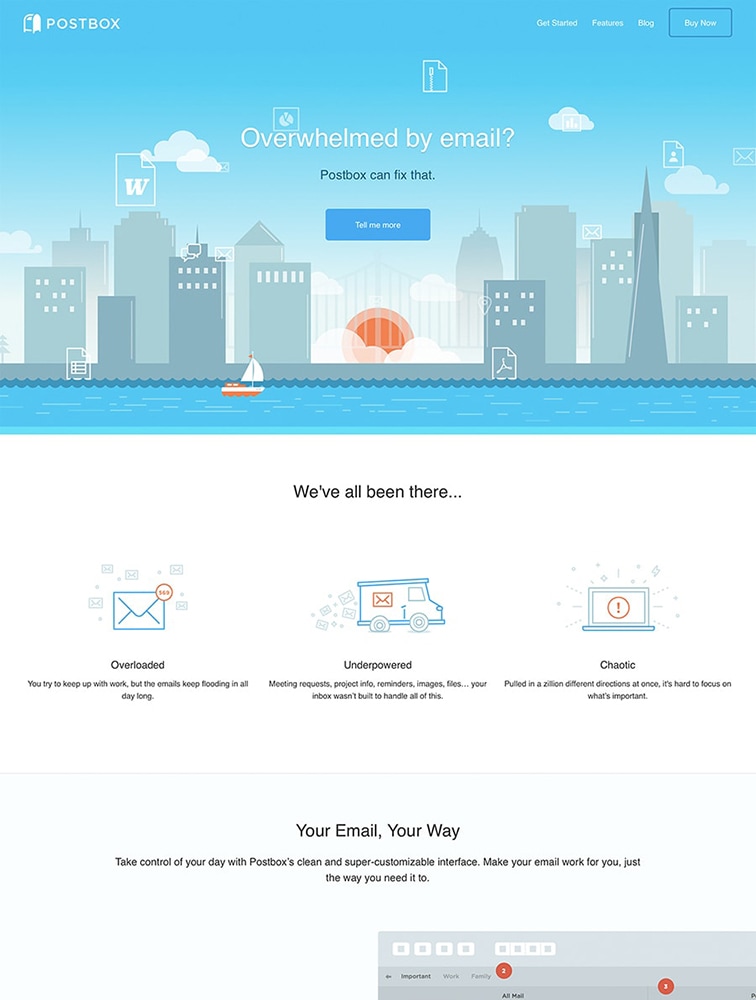 POSTBOX
Get Started
Features
Blog
Buy Now
Overwhelmed by email?
W
Postbox can fix that.
Tell me more
We've all been there...
569
!
Overloaded
You try to keep up with work, but the emails keep flooding in all
day long.
Underpowered
Meeting requests, project info, reminders, images, files… your
inbox wasn't built to handle all of this.
Chaotic
Pulled in a zillion different directions at once, it's hard to focus on
what's important.
Your Email, Your Way
Take control of your day with Postbox's clean and super-customizable interface. Make your email work for you, just
the way you need it to.
Important
Work
Family
2
3
All Mail